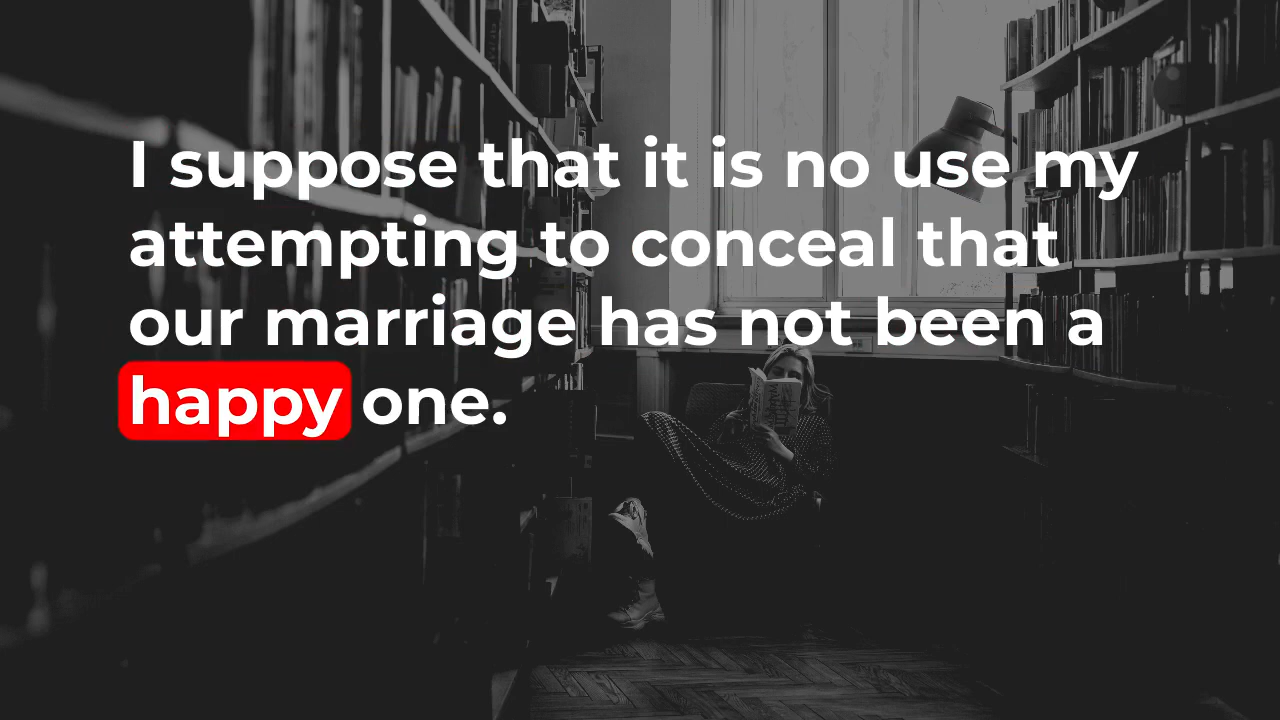 I suppose that it is no use my
attempting to conceal that
our marriage has not been a
happy one.